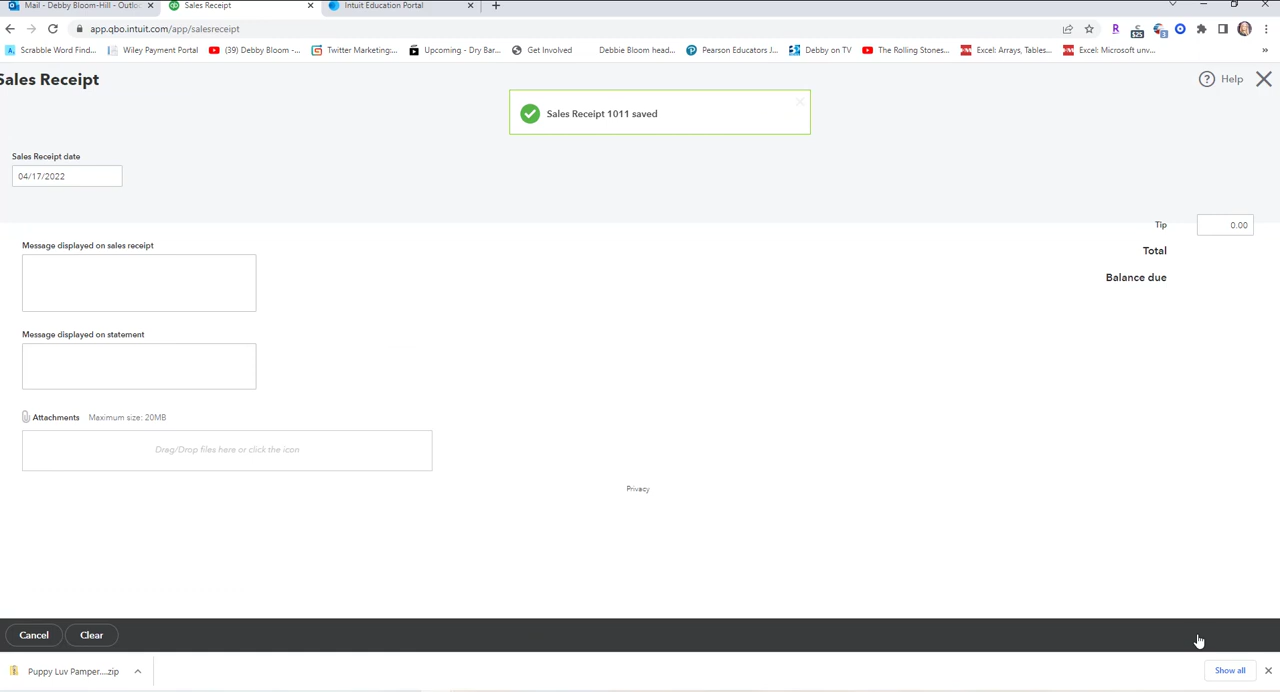 Mail - Debby Bloom-Hill - Outlo
Sales Receipt
Intuit Education Portal
app.qbo.intuit.com/app/salesreceipt
Scrabble Word Find...
Wiley Payment Portal
(39) Debby Bloom -...
Twitter Marketing:...
Upcoming - Dry Bar...
Get Involved
Debbie Bloom head...
Pearson Educators J...
Debby on TV
The Rolling Stones...
Excel: Arrays, Tables...
Excel: Microsoft unv...
»
Sales Receipt
Help
Sales Receipt 1011 saved
Sales Receipt date
04/17/2022
Tip 0.00
Message displayed on sales receipt
Total
Balance due
Message displayed on statement
Attachments Maximum size: 20MB
Drag/Drop files here or click the icon
Privacy
Cancel
Clear
Puppy Luv Pamper....zip
Show all